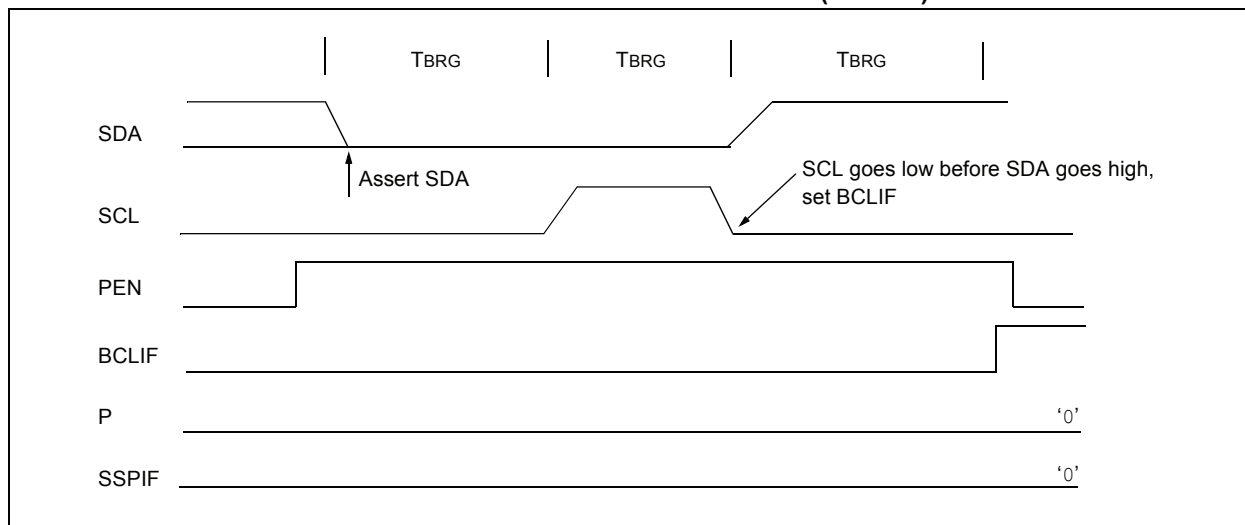 TBRG TBRG TBRG
SDA
Assert SDA
SCL goes low before SDA goes high,
set BCLIF
SCL
PEN
BCLIF
P
'0'
SSPIF
'0'